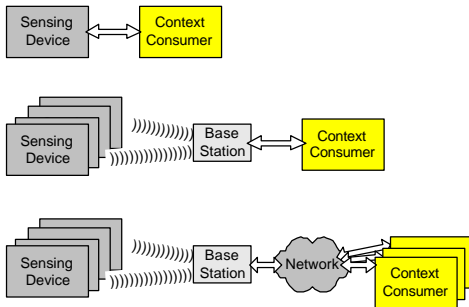 Sensing
Device
Context
Consumer
Sensing
Device
Base
Station
Context
Consumer
Sensing
Device
Base
Station
Network
Context
Consumer